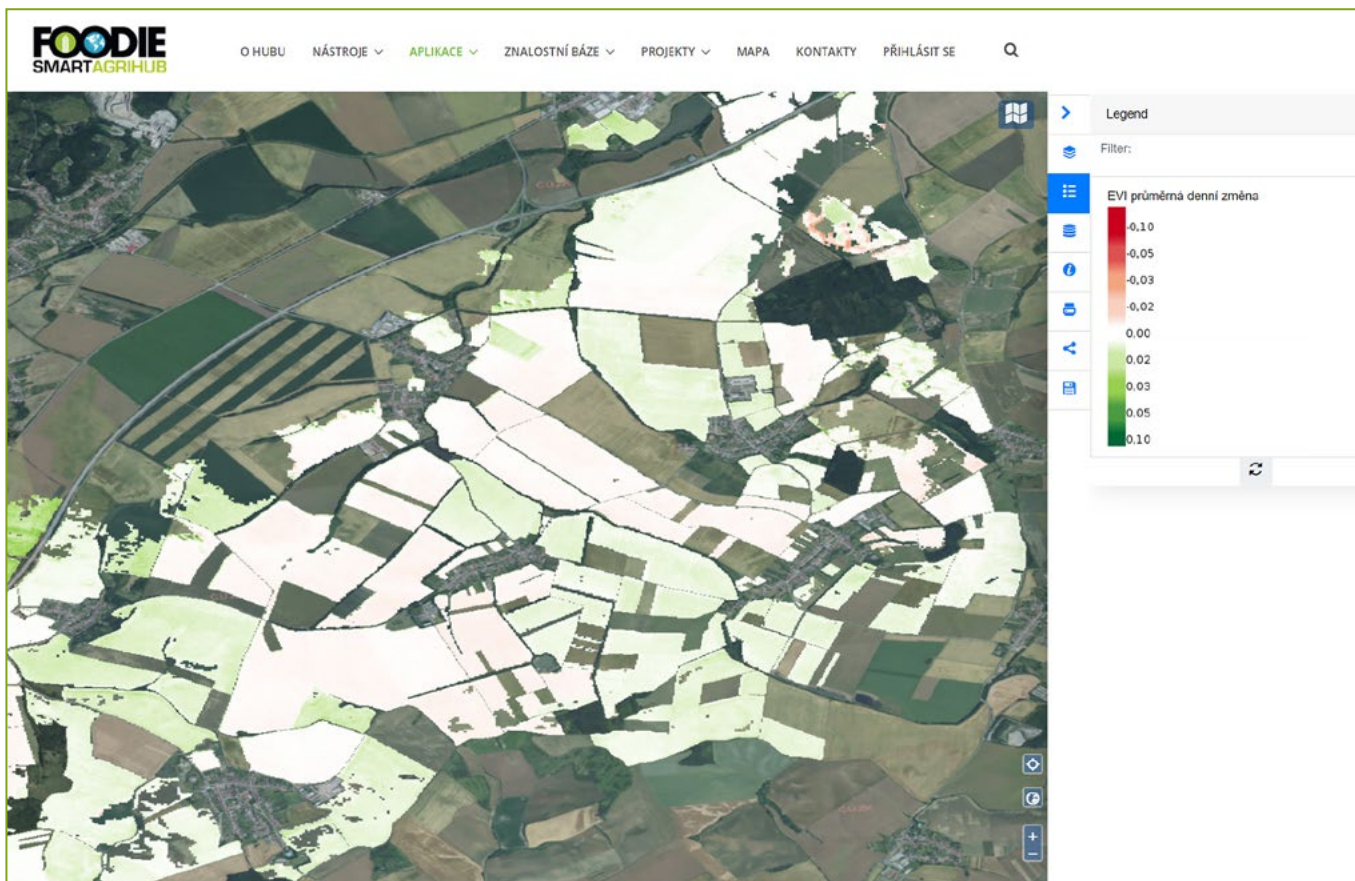 FOODIE
SMARTAGRIHUB
O HUBU NÁSTROJE APLIKACE ZNALOSTNÍ BÁZE PROJEKTY MAPA KONTAKTY PŘIHLÁSIT SE
Legend
Filter:
EVI průměrná denní změna
-0,10
-0,05
-0,03
-0,02
0,00
0,02
0,03
0,05
0,10